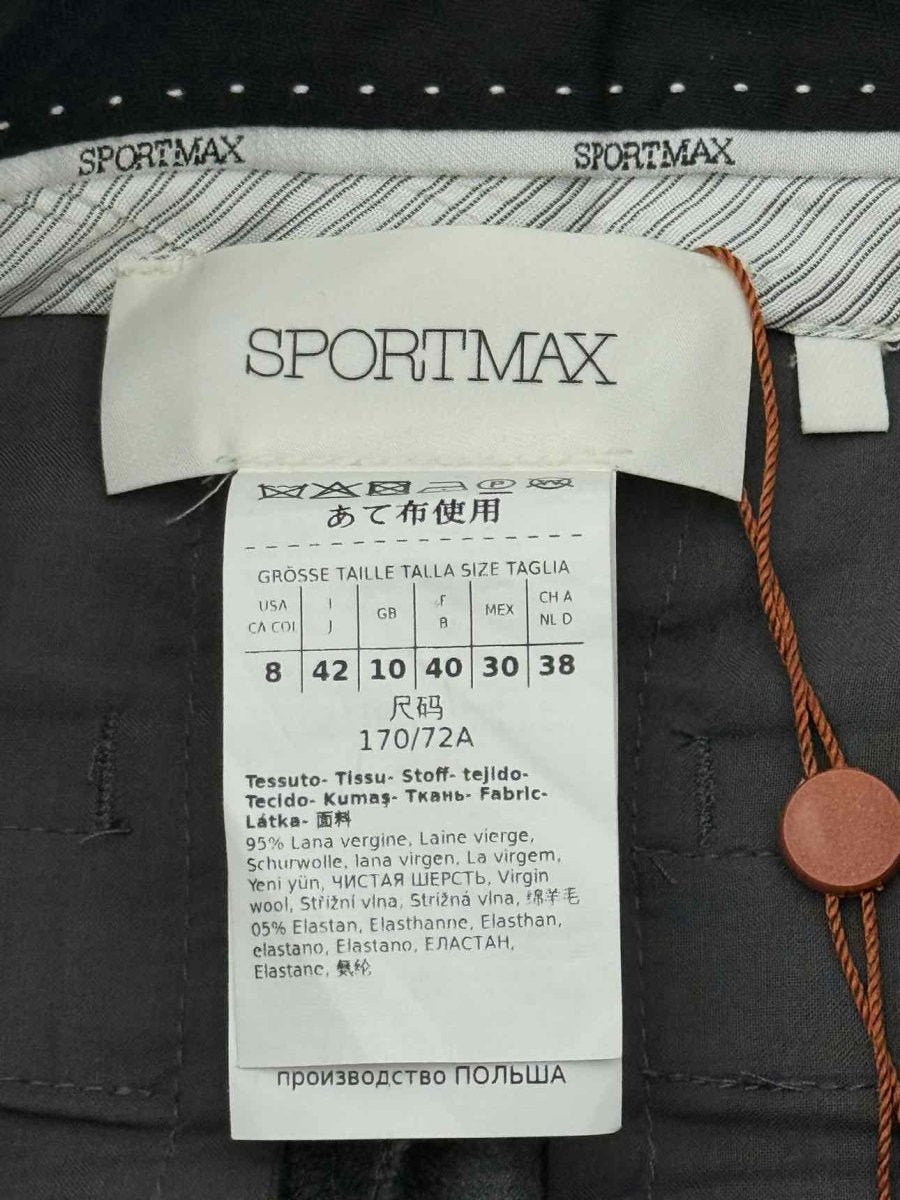 SPORTMAX SPORTMAX
SPORTMAX
あて布使用
GRÖSSE TAILLE TALLA SIZE TAGLIA
USA I GB F MEX CH A
CA COL J B NL D
8 42 10 40 30 38
尺码
170/72A
Tessuto- Tissu- Stoff- tejido-
Tecido- Kumaş- Ткань- Fabric-
Látka- 面料
95% Lana vergine, Laine vierge,
Schurwolle, lana virgen, La virgem,
Yeni yün, ЧИСТАЯ ШЕРСТЬ, Virgin
wool, Střižní vlna, Strižná vlna, 绵羊毛
05% Elastan, Elasthanne, Elasthan,
elastano, Elastano, ЕЛАСТАН,
Elastane, 氨纶
производство ПОЛЬША